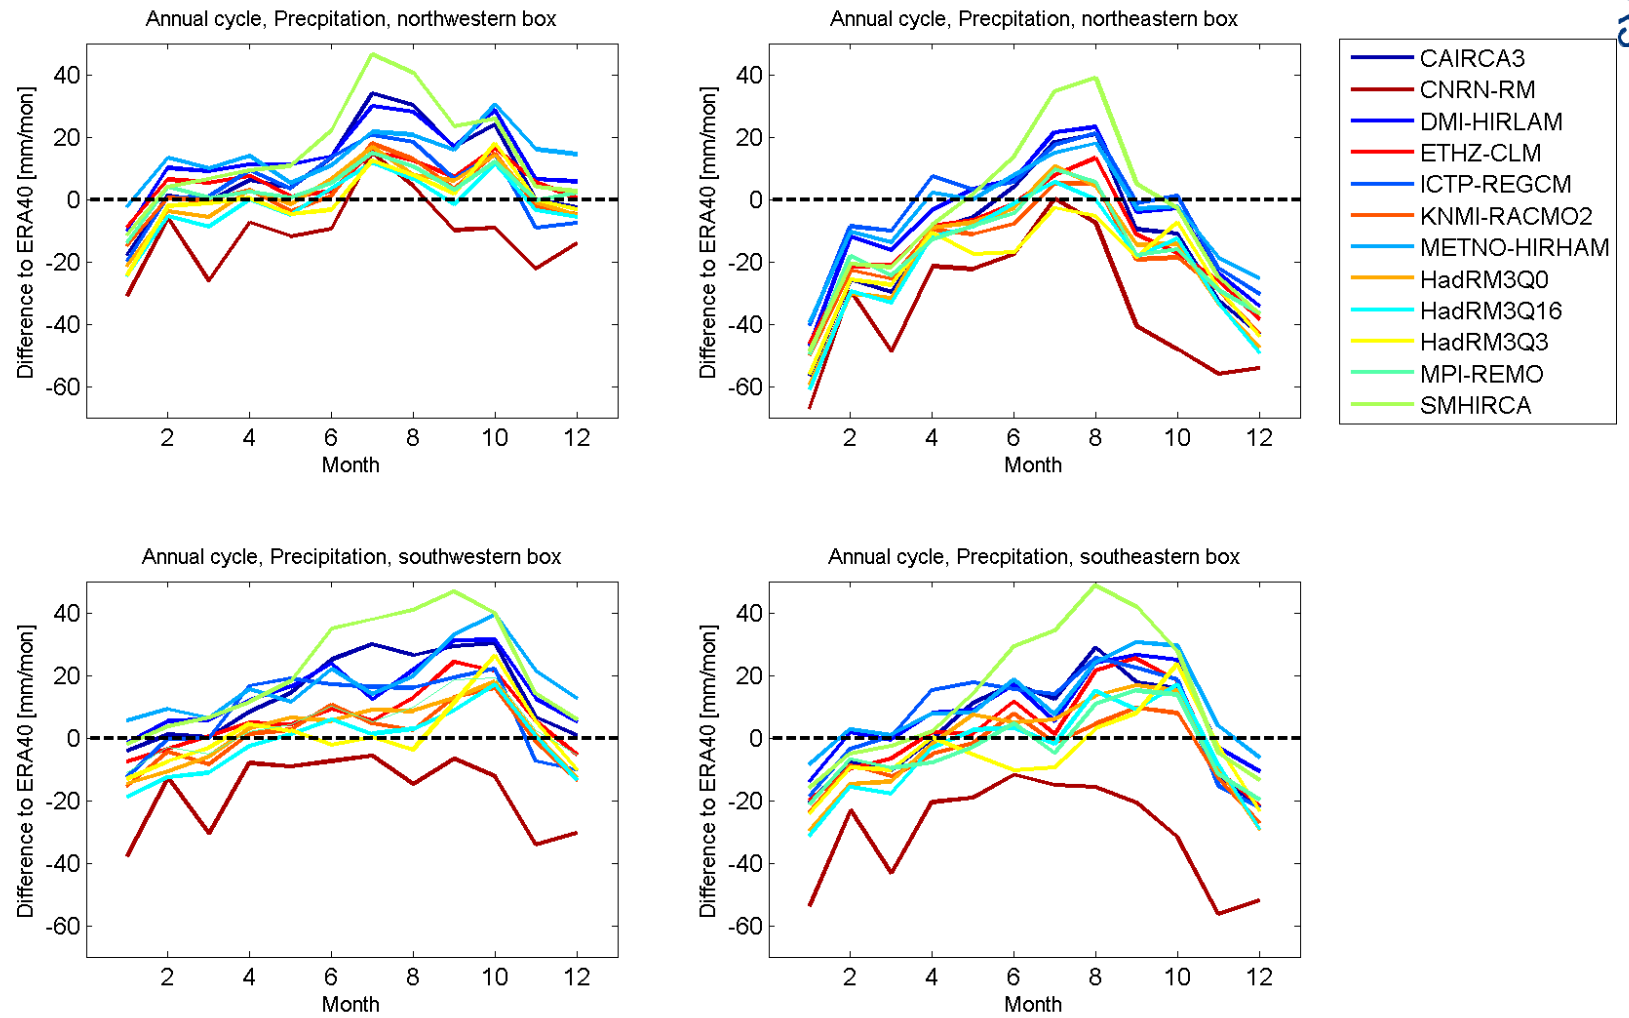 Annual cycle, Precpitation, northwestern box
Difference to ERA40 [mm/mon]
40
20
0
-20
-40
-60
2 4 6 8 10 12
Month
Annual cycle, Precpitation, northeastern box
Difference to ERA40 [mm/mon]
40
20
0
-20
-40
-60
2 4 6 8 10 12
Month
CAIRCA3
CNRN-RM
DMI-HIRLAM
ETHZ-CLM
ICTP-REGCM
KNMI-RACMO2
METNO-HIRHAM
HadRM3Q0
HadRM3Q16
HadRM3Q3
MPI-REMO
SMHIRCA
Annual cycle, Precpitation, southwestern box
Difference to ERA40 [mm/mon]
40
20
0
-20
-40
-60
2 4 6 8 10 12
Month
Annual cycle, Precpitation, southeastern box
Difference to ERA40 [mm/mon]
40
20
0
-20
-40
-60
2 4 6 8 10 12
Month